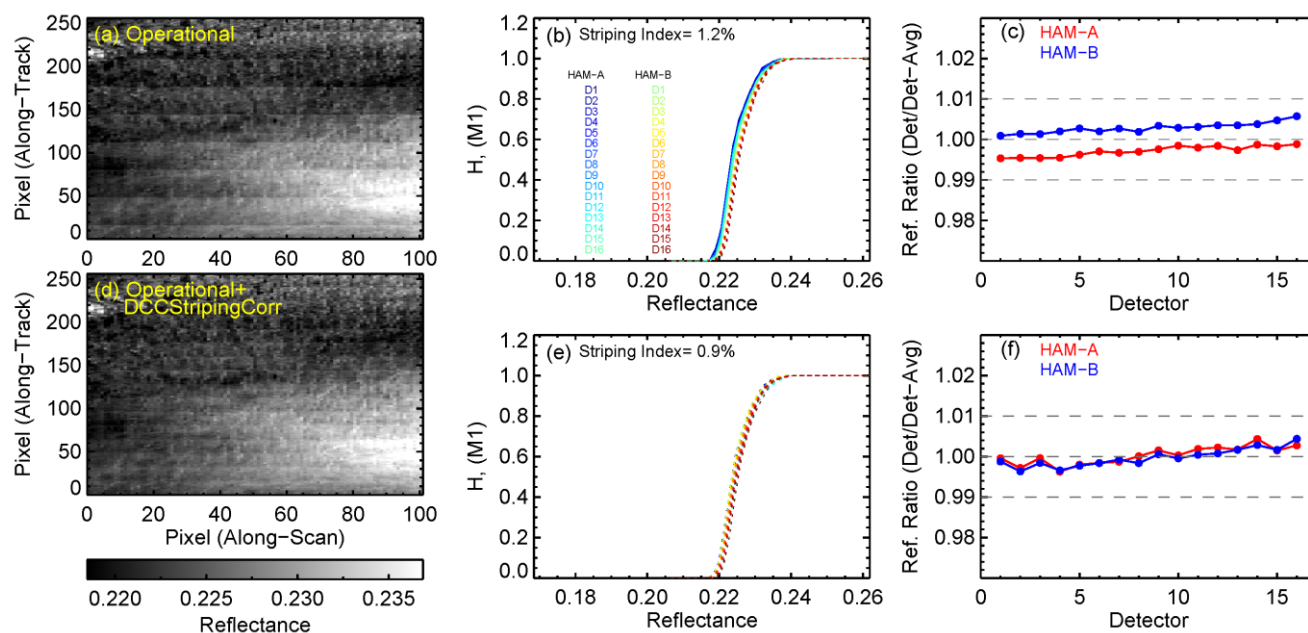 (a) Operational
Pixel (Along−Track)
250
200
150
100
50
0
0 20 40 60 80 100
(b) Striping Index= 1.2%
HAM−A HAM−B
D1 D1
D2 D2
D3 D3
D4 D4
D5 D6
D6 D6
D7 D7
D8 D8
D9 D9
D10 D10
D11 D11
D12 D12
D13 D13
D14 D14
D15 D15
D16 D16
H, (M1)
1.0
0.8
0.6
0.4
0.2
0.0
0.18 0.20 0.22 0.24 0.26
Reflectance
(c) HAM−A
HAM−B
Ref. Ratio (Det/Det−Avg)
1.02
1.01
1.00
0.99
0.98
0 5 10 15
Detector
(d) Operational+
DCCStripingCorr
Pixel (Along−Track)
250
200
150
100
50
0
0 20 40 60 80 100
Pixel (Along−Scan)
0.220 0.225 0.230 0.235
Reflectance
(e) Striping Index= 0.9%
H, (M1)
1.0
0.8
0.6
0.4
0.2
0.0
0.18 0.20 0.22 0.24 0.26
Reflectance
(f) HAM−A
HAM−B
Ref. Ratio (Det/Det−Avg)
1.02
1.01
1.00
0.99
0.98
0 5 10 15
Detector